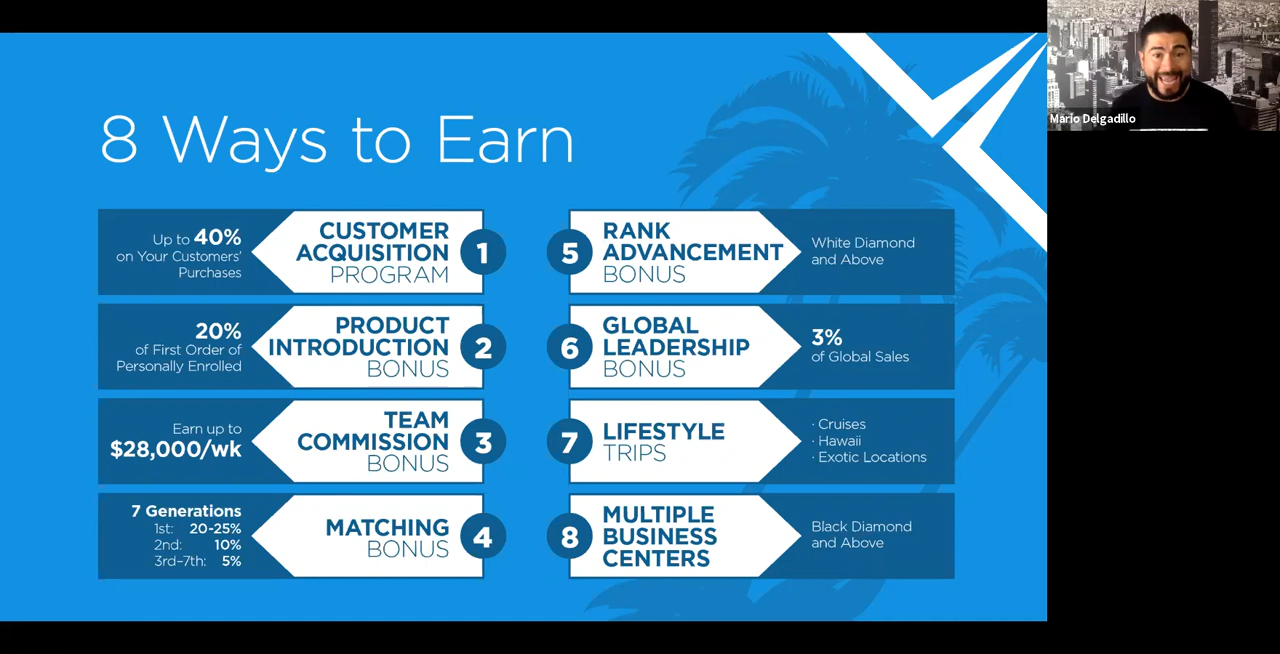 8 Ways to Earn
Up to 40%
on Your Customers'
Purchases
CUSTOMER
ACQUISITION
PROGRAM
1
20%
of First Order of
Personally Enrolled
PRODUCT
INTRODUCTION
BONUS
2
Earn up to
$28,000/wk
TEAM
COMMISSION
BONUS
3
7 Generations
1st: 20-25%
2nd: 10%
3rd–7th: 5%
MATCHING
BONUS
4
5
RANK
ADVANCEMENT
BONUS
White Diamond
and Above
6
GLOBAL
LEADERSHIP
BONUS
3%
of Global Sales
7
LIFESTYLE
TRIPS
· Cruises
· Hawaii
· Exotic Locations
8
MULTIPLE
BUSINESS
CENTERS
Black Diamond
and Above
Mario Delgadillo